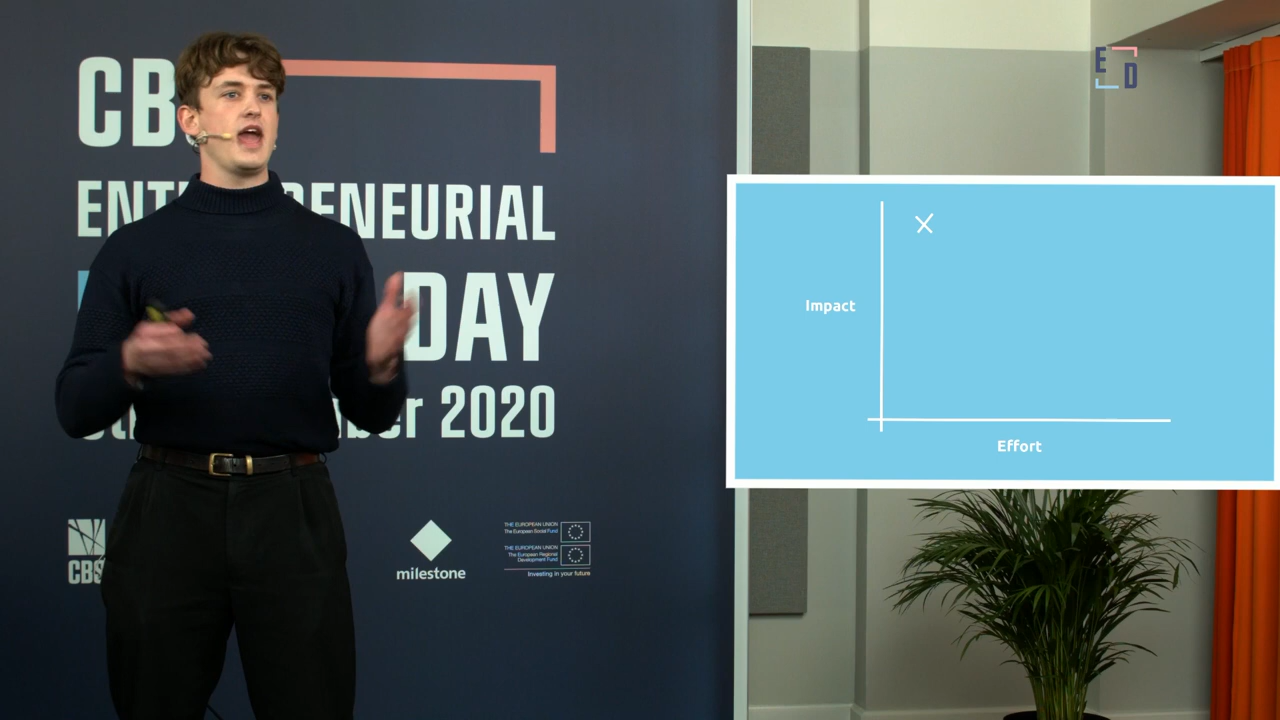 CB
ENT PRENEURIAL
DAY
ber 2020
CBS
milestone
THE EUROPEAN UNION
The European Social Fund
THE EUROPEAN UNION
The European Regional
Development Fund
Investing in your future
E
D
Impact
Effort